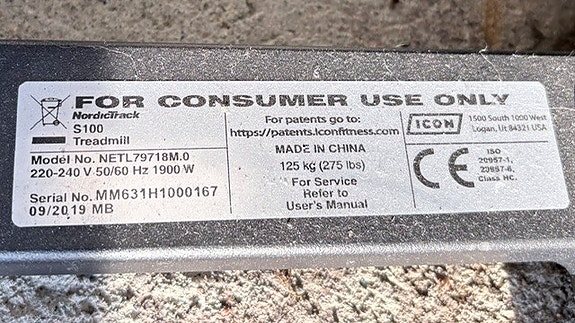 FOR CONSUMER USE ONLY
NordicTrack
S100
Treadmill
Model No. NETL79718M.0
220-240 V 50/60 Hz 1900 W
Serial No. MM631H1000167
09/2019 MB
For patents go to:
https://patents.iconfitness.com
MADE IN CHINA
125 kg (275 lbs)
For Service
Refer to
User's Manual
ICON
1500 South 1000 West
Logan, Ut 84321 USA
CE
ISO
20957-1,
20957-6,
Class HC.